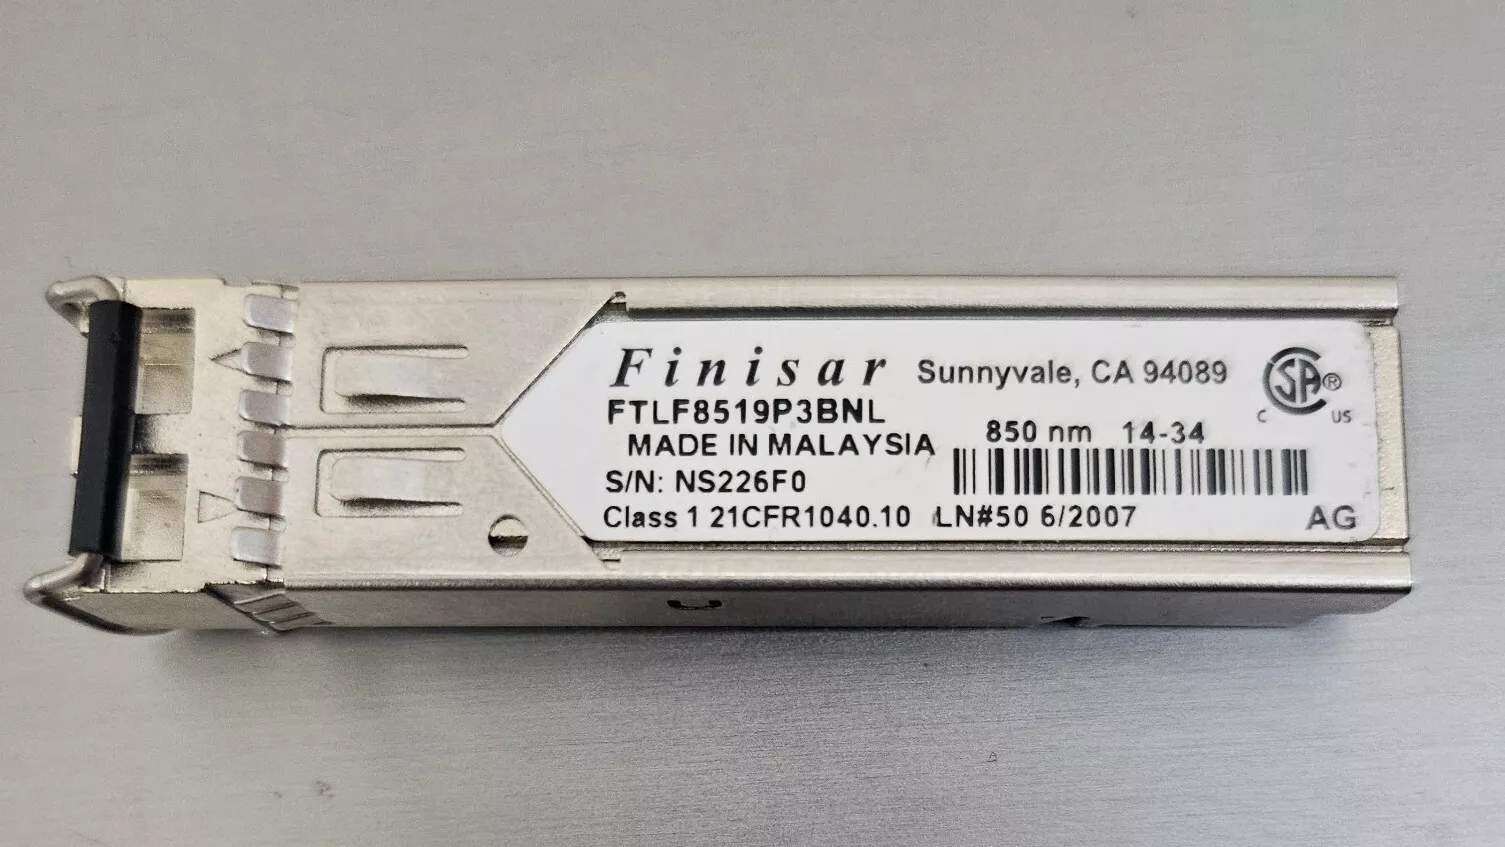 Finisar Sunnyvale, CA 94089
FTLF8519P3BNL
850 nm 14-34
MADE IN MALAYSIA
S/N: NS226F0
Class 1 21CFR1040.10 LN#50 6/2007
AG
CSA®
C US